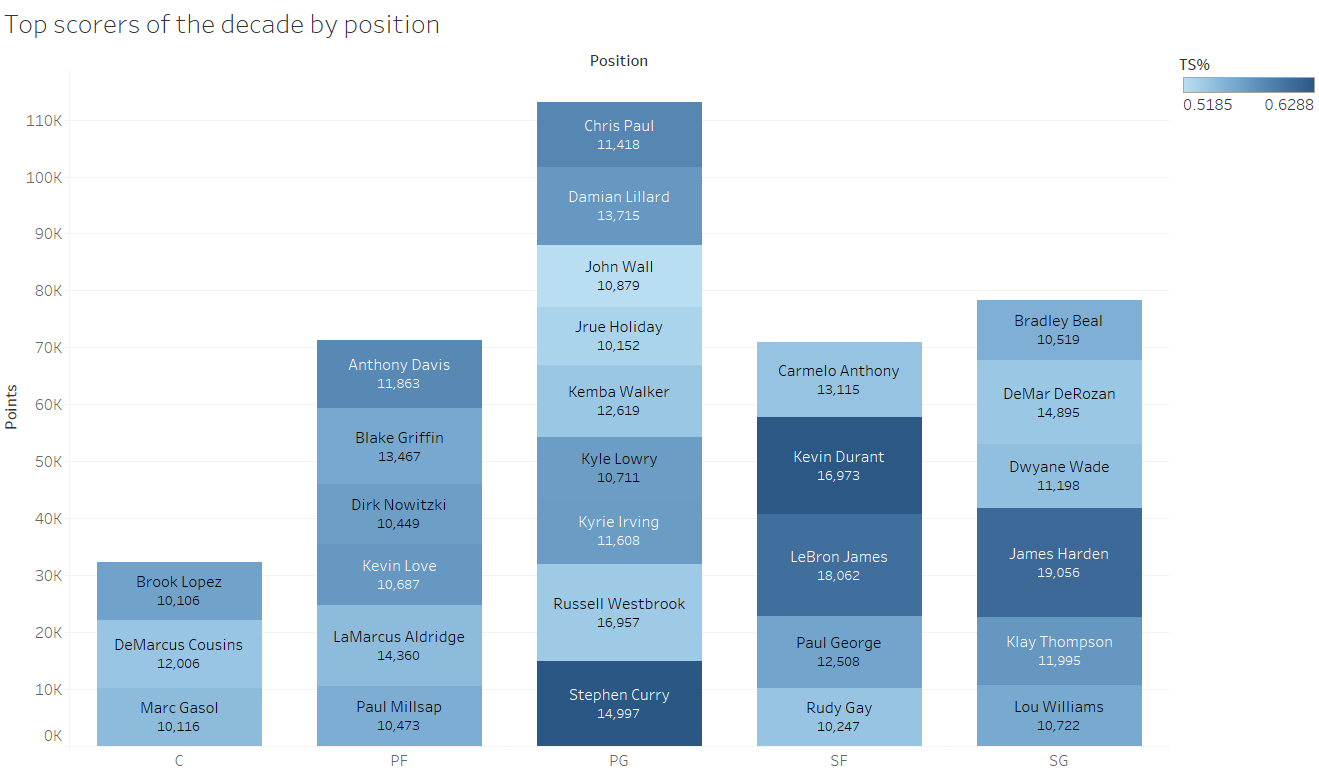 Top scorers of the decade by position
Position
TS%
0.5185 0.6288
Points
110K
100K
90K
80K
70K
60K
50K
40K
30K
20K
10K
0K
Brook Lopez
10,106
DeMarcus Cousins
12,006
Marc Gasol
10,116
Anthony Davis
11,863
Blake Griffin
13,467
Dirk Nowitzki
10,449
Kevin Love
10,687
LaMarcus Aldridge
14,360
Paul Millsap
10,473
Chris Paul
11,418
Damian Lillard
13,715
John Wall
10,879
Jrue Holiday
10,152
Kemba Walker
12,619
Kyle Lowry
10,711
Kyrie Irving
11,608
Russell Westbrook
16,957
Stephen Curry
14,997
Carmelo Anthony
13,115
Kevin Durant
16,973
LeBron James
18,062
Paul George
12,508
Rudy Gay
10,247
Bradley Beal
10,519
DeMar DeRozan
14,895
Dwyane Wade
11,198
James Harden
19,056
Klay Thompson
11,995
Lou Williams
10,722
C PF PG SF SG